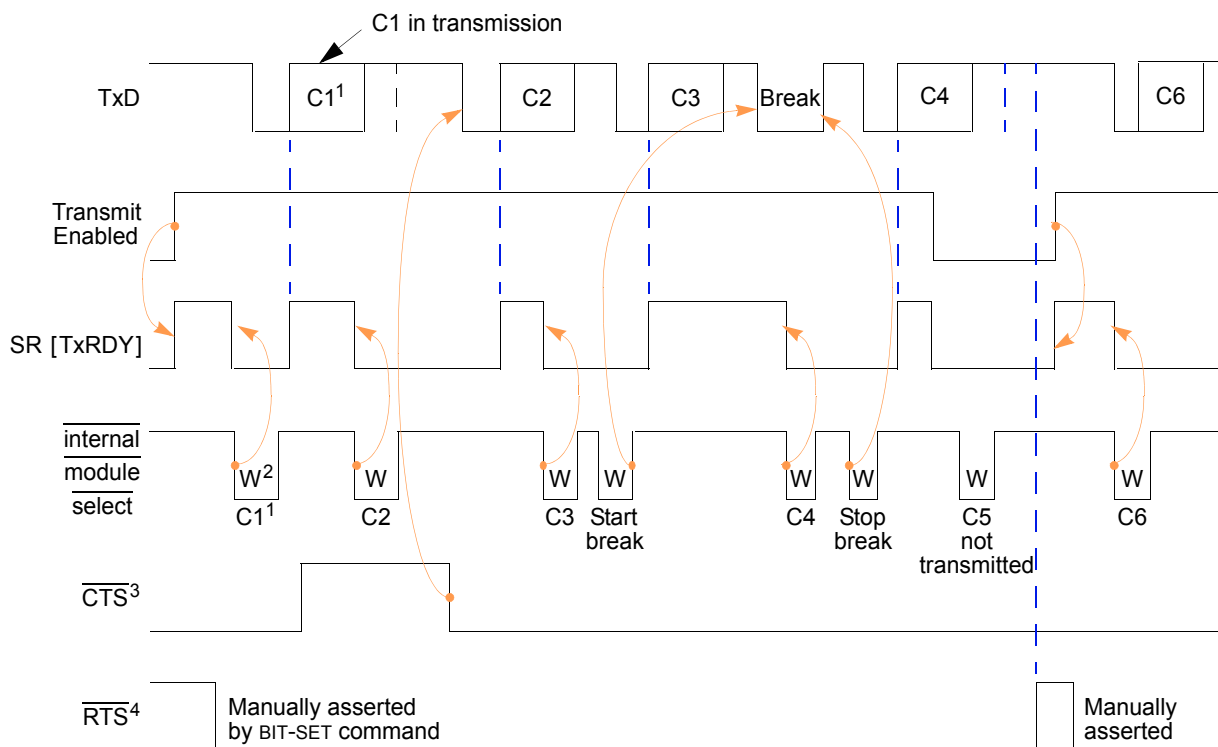 C1 in transmission
TxD
C1¹
C2
C3
Break
C4
C6
Transmit
Enabled
SR [TxRDY]
internal
module
select
W²
W
W
W
W
W
W
W
C1¹
C2
C3
Start
break
C4
Stop
break
C5
not
transmitted
C6
CTS³
RTS⁴
Manually asserted
by BIT-SET command
Manually
asserted